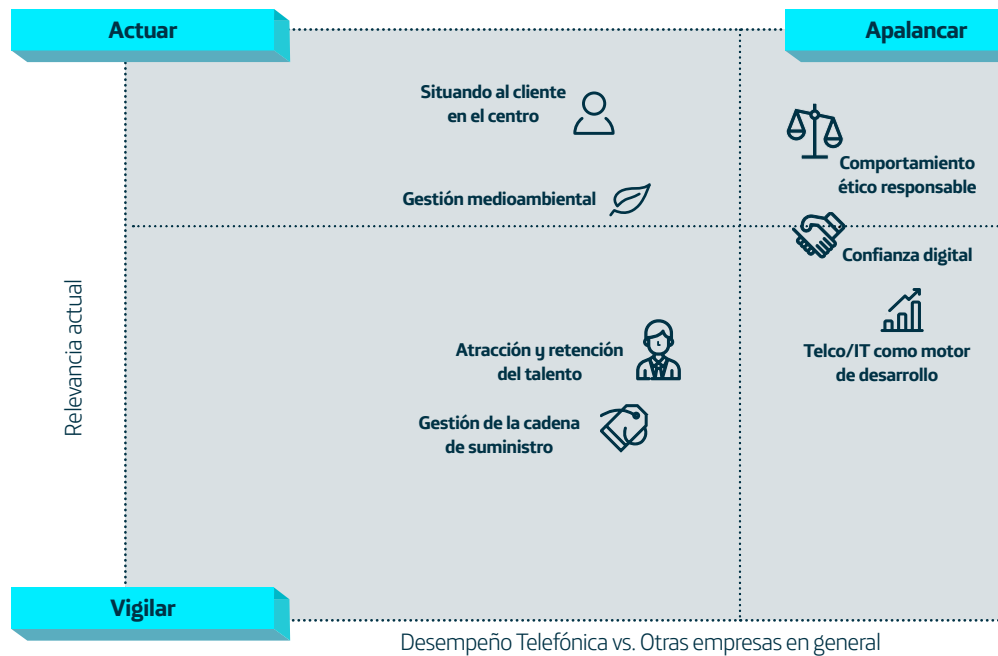 Actuar
Apalancar
Situando al cliente
en el centro
Comportamiento
ético responsable
Gestión medioambiental
Confianza digital
Relevancia actual
Atracción y retención
del talento
Telco/IT como motor
de desarrollo
Gestión de la cadena
de suministro
Vigilar
Desempeño Telefónica vs. Otras empresas en general